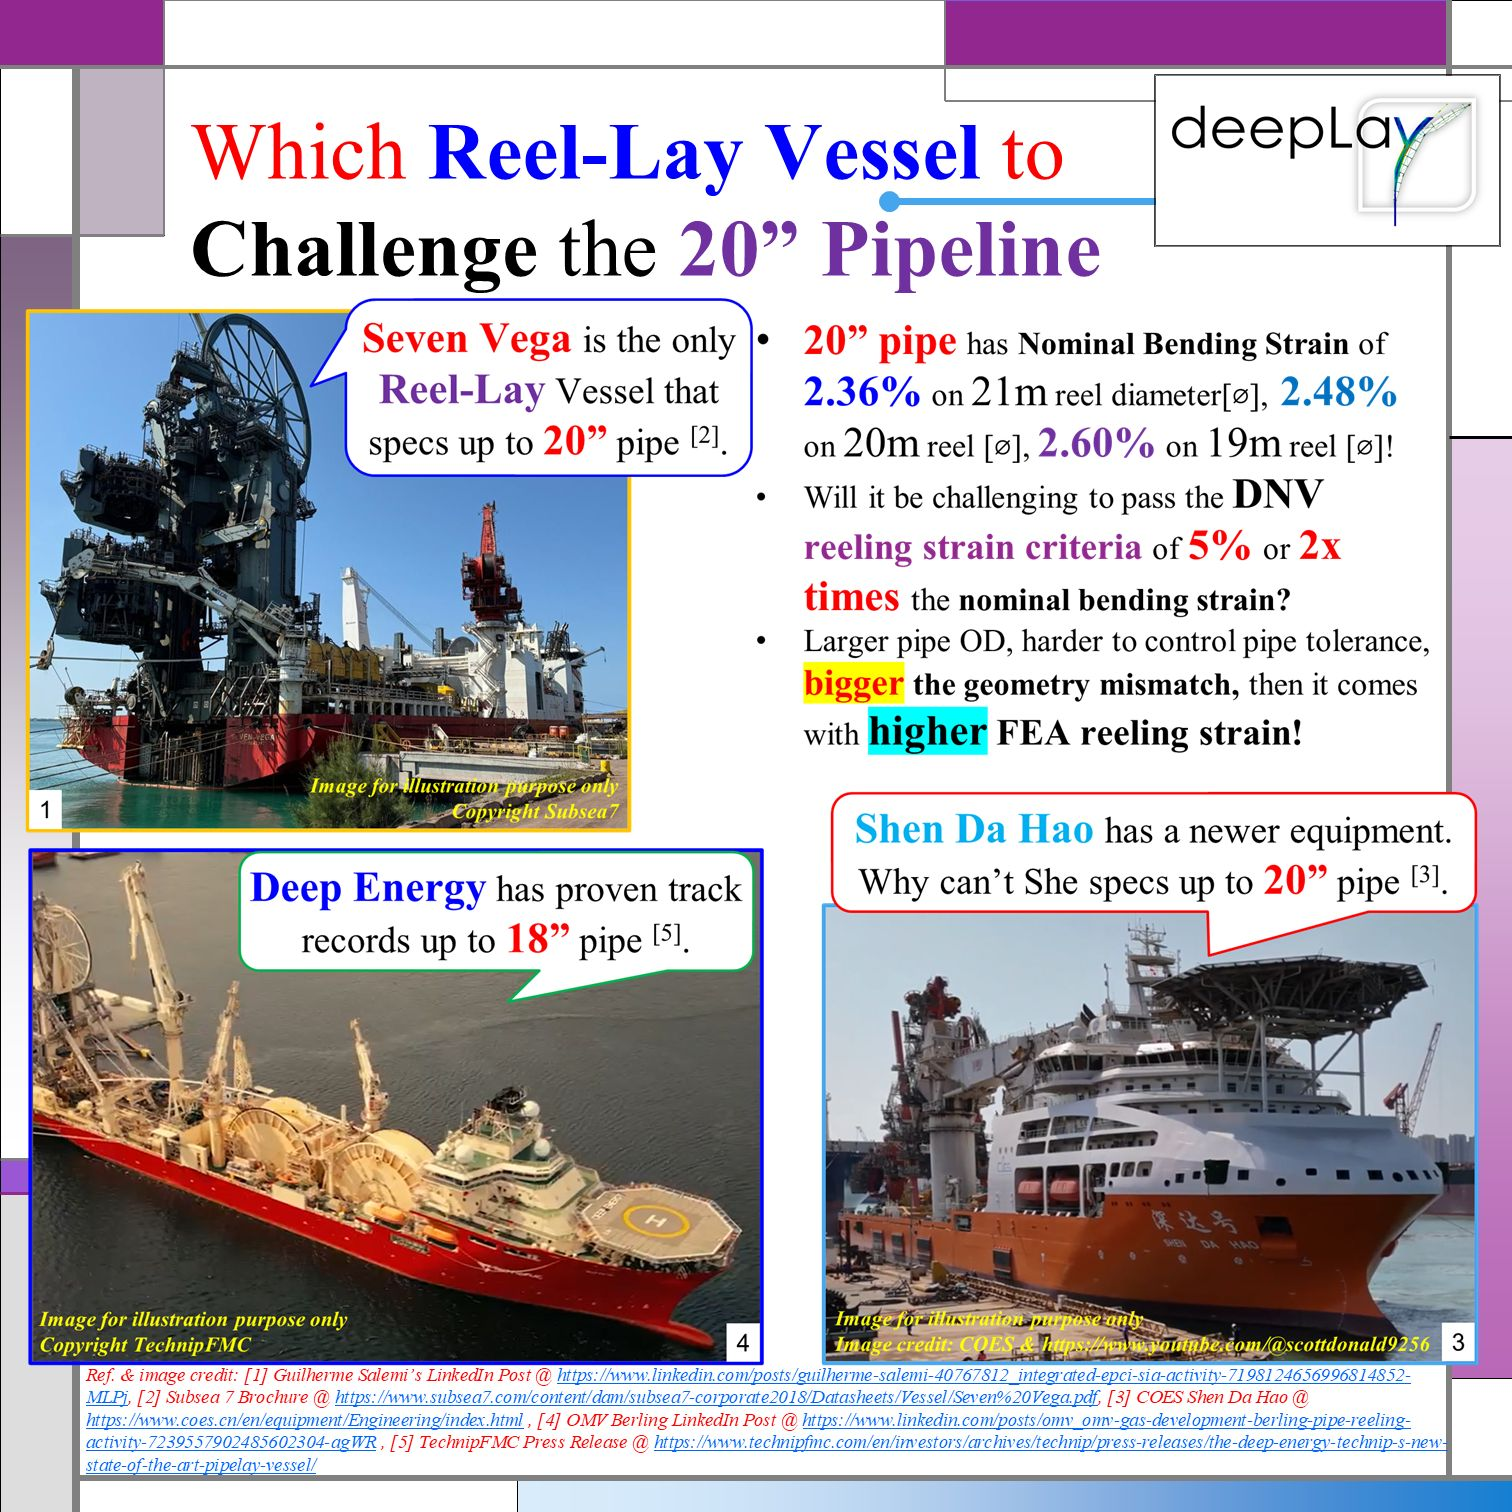 deepLay
Which Reel-Lay Vessel to
Challenge the 20” Pipeline
Seven Vega is the only
Reel-Lay Vessel that
specs up to 20” pipe [2].
• 20” pipe has Nominal Bending Strain of
2.36% on 21m reel diameter[⌀], 2.48%
on 20m reel [⌀], 2.60% on 19m reel [⌀]!
• Will it be challenging to pass the DNV
reeling strain criteria of 5% or 2x
times the nominal bending strain?
• Larger pipe OD, harder to control pipe tolerance,
bigger the geometry mismatch, then it comes
with higher FEA reeling strain!
Image for illustration purpose only
Copyright Subsea7
1
Deep Energy has proven track
records up to 18” pipe [5].
Image for illustration purpose only
Copyright TechnipFMC
4
Shen Da Hao has a newer equipment.
Why can’t She specs up to 20” pipe [3].
深达号
SHEN DA HAO
Image for illustration purpose only
Image credit: COES & https://www.youtube.com/@scottdonald9256
3
Ref. & image credit: [1] Guilherme Salemi’s LinkedIn Post @ https://www.linkedin.com/posts/guilherme-salemi-40767812_integrated-epci-sia-activity-7198124656996814852-
MLPj, [2] Subsea 7 Brochure @ https://www.subsea7.com/content/dam/subsea7-corporate2018/Datasheets/Vessel/Seven%20Vega.pdf, [3] COES Shen Da Hao @
https://www.coes.cn/en/equipment/Engineering/index.html , [4] OMV Berling LinkedIn Post @ https://www.linkedin.com/posts/omv_omv-gas-development-berling-pipe-reeling-
activity-7239557902485602304-agWR , [5] TechnipFMC Press Release @ https://www.technipfmc.com/en/investors/archives/technip/press-releases/the-deep-energy-technip-s-new-
state-of-the-art-pipelay-vessel/